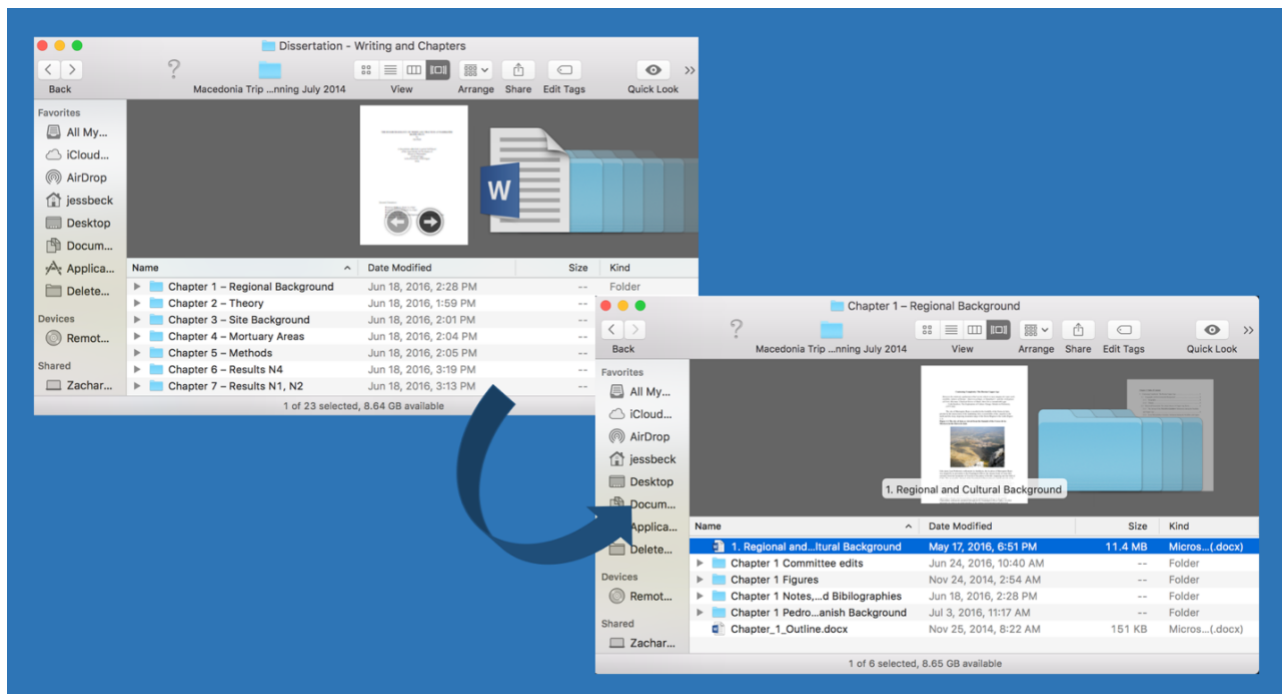 Dissertation - Writing and Chapters
?
Back
Macedonia Trip ...nning July 2014
View
Arrange
Share
Edit Tags
Quick Look
Favorites
All My...
iCloud...
AirDrop
jessbeck
Desktop
Docum...
Applica...
Delete...
Devices
Remot...
Shared
Zachar...
W
Name Date Modified Size Kind
Chapter 1 – Regional Background Jun 18, 2016, 2:28 PM -- Folder
Chapter 2 – Theory Jun 18, 2016, 1:59 PM --
Chapter 3 – Site Background Jun 18, 2016, 2:01 PM --
Chapter 4 – Mortuary Areas Jun 18, 2016, 2:04 PM --
Chapter 5 – Methods Jun 18, 2016, 2:05 PM --
Chapter 6 – Results N4 Jun 18, 2016, 3:19 PM --
Chapter 7 – Results N1, N2 Jun 18, 2016, 3:13 PM --
1 of 23 selected, 8.64 GB available
Chapter 1 – Regional Background
?
Back
Macedonia Trip ...nning July 2014
View
Arrange
Share
Edit Tags
Quick Look
Favorites
All My...
iCloud...
AirDrop
jessbeck
Desktop
Docum...
Applica...
Delete...
Devices
Remot...
Shared
Zachar...
1. Regional and Cultural Background
Name Date Modified Size Kind
1. Regional and...ltural Background May 17, 2016, 6:51 PM 11.4 MB Micros...(.docx)
Chapter 1 Committee edits Jun 24, 2016, 10:40 AM -- Folder
Chapter 1 Figures Nov 24, 2014, 2:54 AM -- Folder
Chapter 1 Notes,...d Bibilographies Jun 18, 2016, 2:28 PM -- Folder
Chapter 1 Pedro...anish Background Jul 3, 2016, 11:17 AM -- Folder
Chapter_1_Outline.docx Nov 25, 2014, 8:22 AM 151 KB Micros...(.docx)
1 of 6 selected, 8.65 GB available